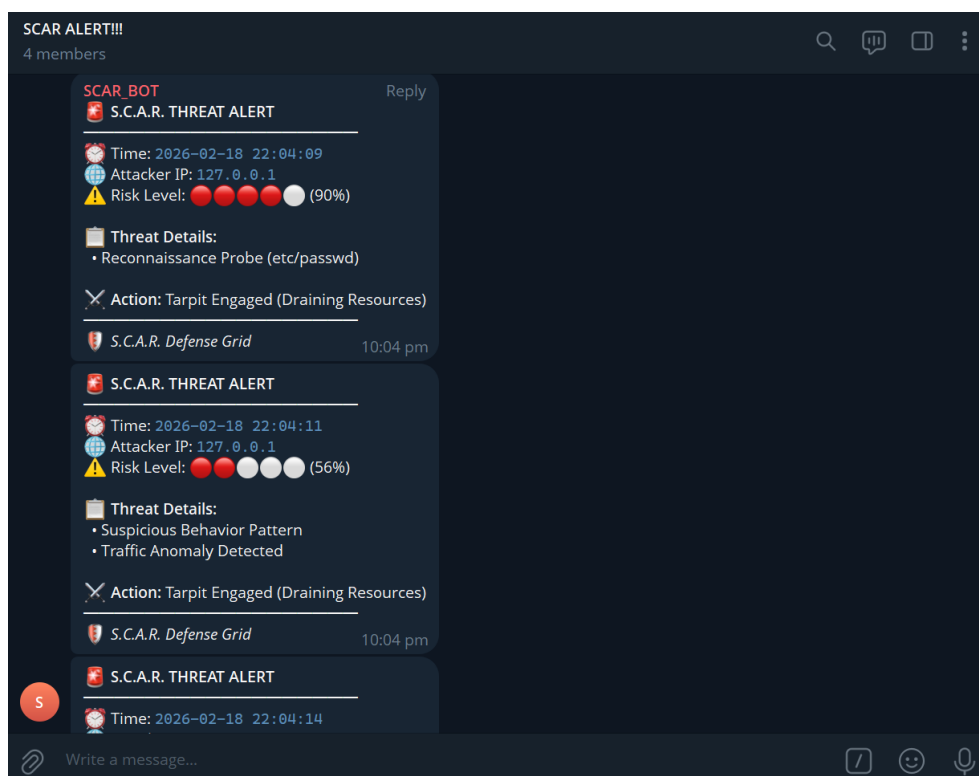 SCAR ALERT!!!
4 members
SCAR_BOT Reply
S.C.A.R. THREAT ALERT
Time: 2026-02-18 22:04:09
Attacker IP: 127.0.0.1
Risk Level: (90%)
Threat Details:
• Reconnaissance Probe (etc/passwd)
Action: Tarpit Engaged (Draining Resources)
S.C.A.R. Defense Grid 10:04 pm
S.C.A.R. THREAT ALERT
Time: 2026-02-18 22:04:11
Attacker IP: 127.0.0.1
Risk Level: (56%)
Threat Details:
• Suspicious Behavior Pattern
• Traffic Anomaly Detected
Action: Tarpit Engaged (Draining Resources)
S.C.A.R. Defense Grid 10:04 pm
S.C.A.R. THREAT ALERT
S
Time: 2026-02-18 22:04:14
Write a message...